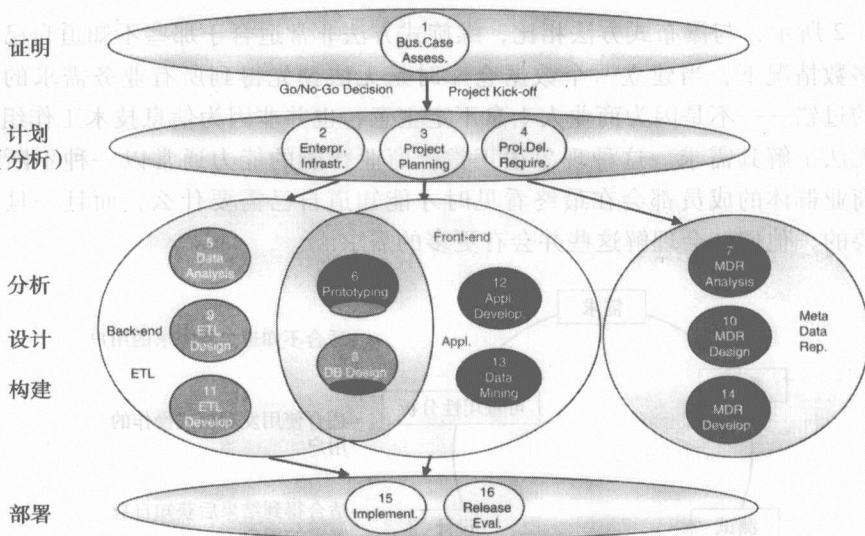 证明
1
Bus.Case
Assess.
Go/No-Go Decision
Project Kick-off
计划
分析
2
Enterpr.
Infrastr.
3
Project
Planning
4
Proj.Del.
Require.
Front-end
5
Data
Analysis
6
Prototyping
12
Appl.
Develop.
7
MDR
Analysis
分析
设计
构建
Back-end
ETL
9
ETL
Design
8
DB Design
Appl.
13
Data
Mining
10
MDR
Design
Meta
Data
Rep.
11
ETL
Develop.
14
MDR
Develop.
部署
15
Implement.
16
Release
Eval.